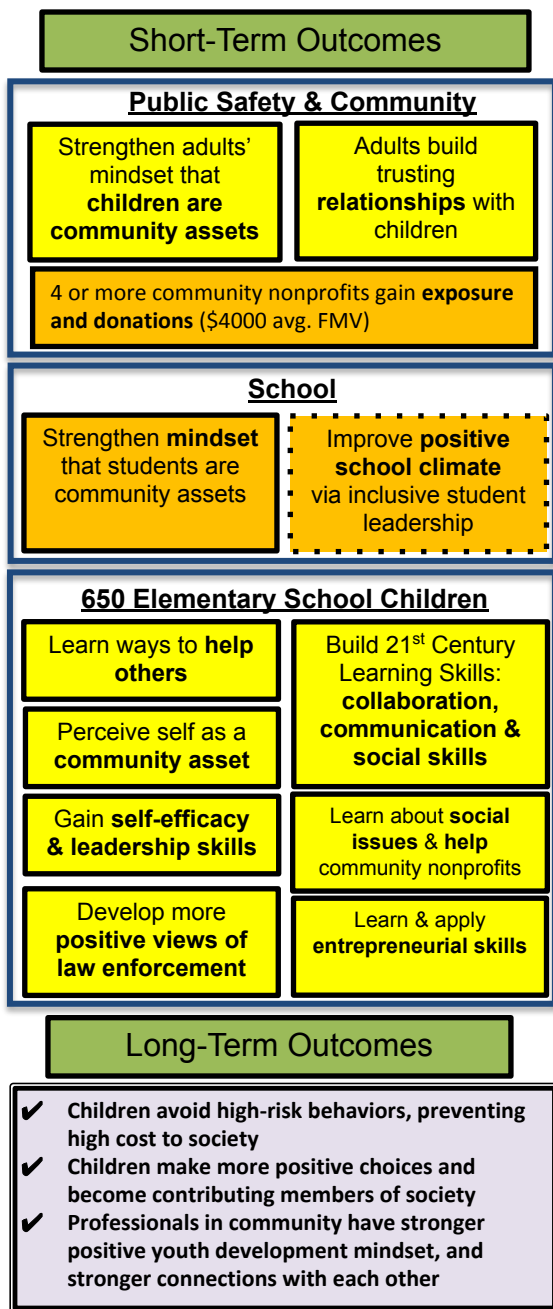 Short-Term Outcomes
Public Safety & Community
Strengthen adults’
mindset that
children are
community assets
Adults build
trusting
relationships with
children
4 or more community nonprofits gain exposure
and donations ($4000 avg. FMV)
School
Strengthen mindset
that students are
community assets
Improve positive
school climate
via inclusive student
leadership
650 Elementary School Children
Learn ways to help
others
Perceive self as a
community asset
Gain self-efficacy
& leadership skills
Develop more
positive views of
law enforcement
Build 21st Century
Learning Skills:
collaboration,
communication &
social skills
Learn about social
issues & help
community nonprofits
Learn & apply
entrepreneurial skills
Long-Term Outcomes
✔ Children avoid high-risk behaviors, preventing
high cost to society
✔ Children make more positive choices and
become contributing members of society
✔ Professionals in community have stronger
positive youth development mindset, and
stronger connections with each other